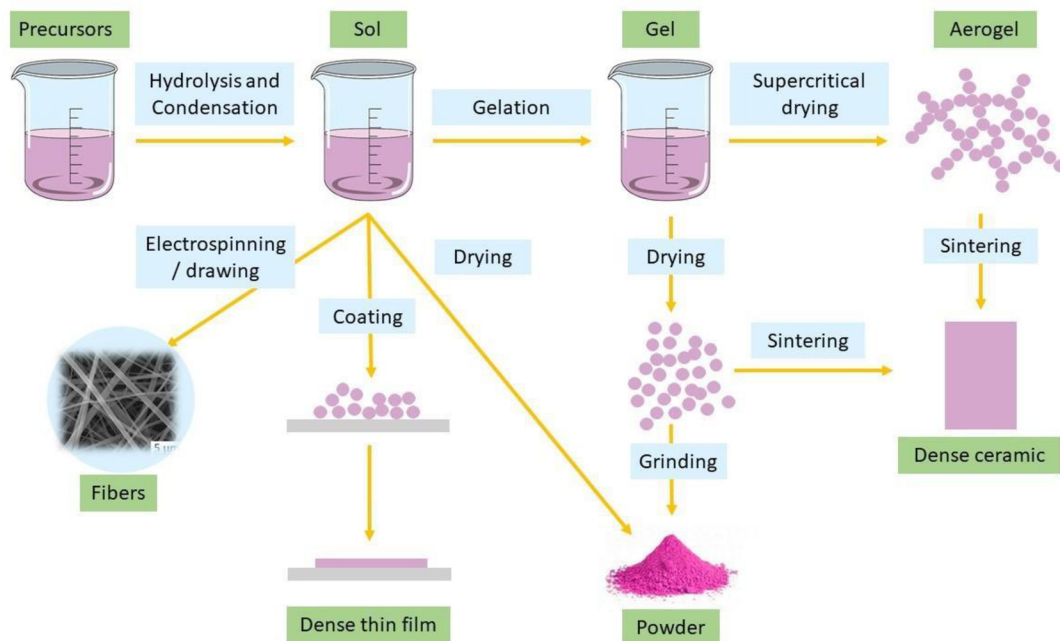 Precursors
Sol
Gel
Aerogel
Hydrolysis and
Condensation
Gelation
Supercritical
drying
Electrospinning
/ drawing
Drying
Drying
Sintering
Coating
Sintering
5 µm
Grinding
Dense ceramic
Fibers
Dense thin film
Powder